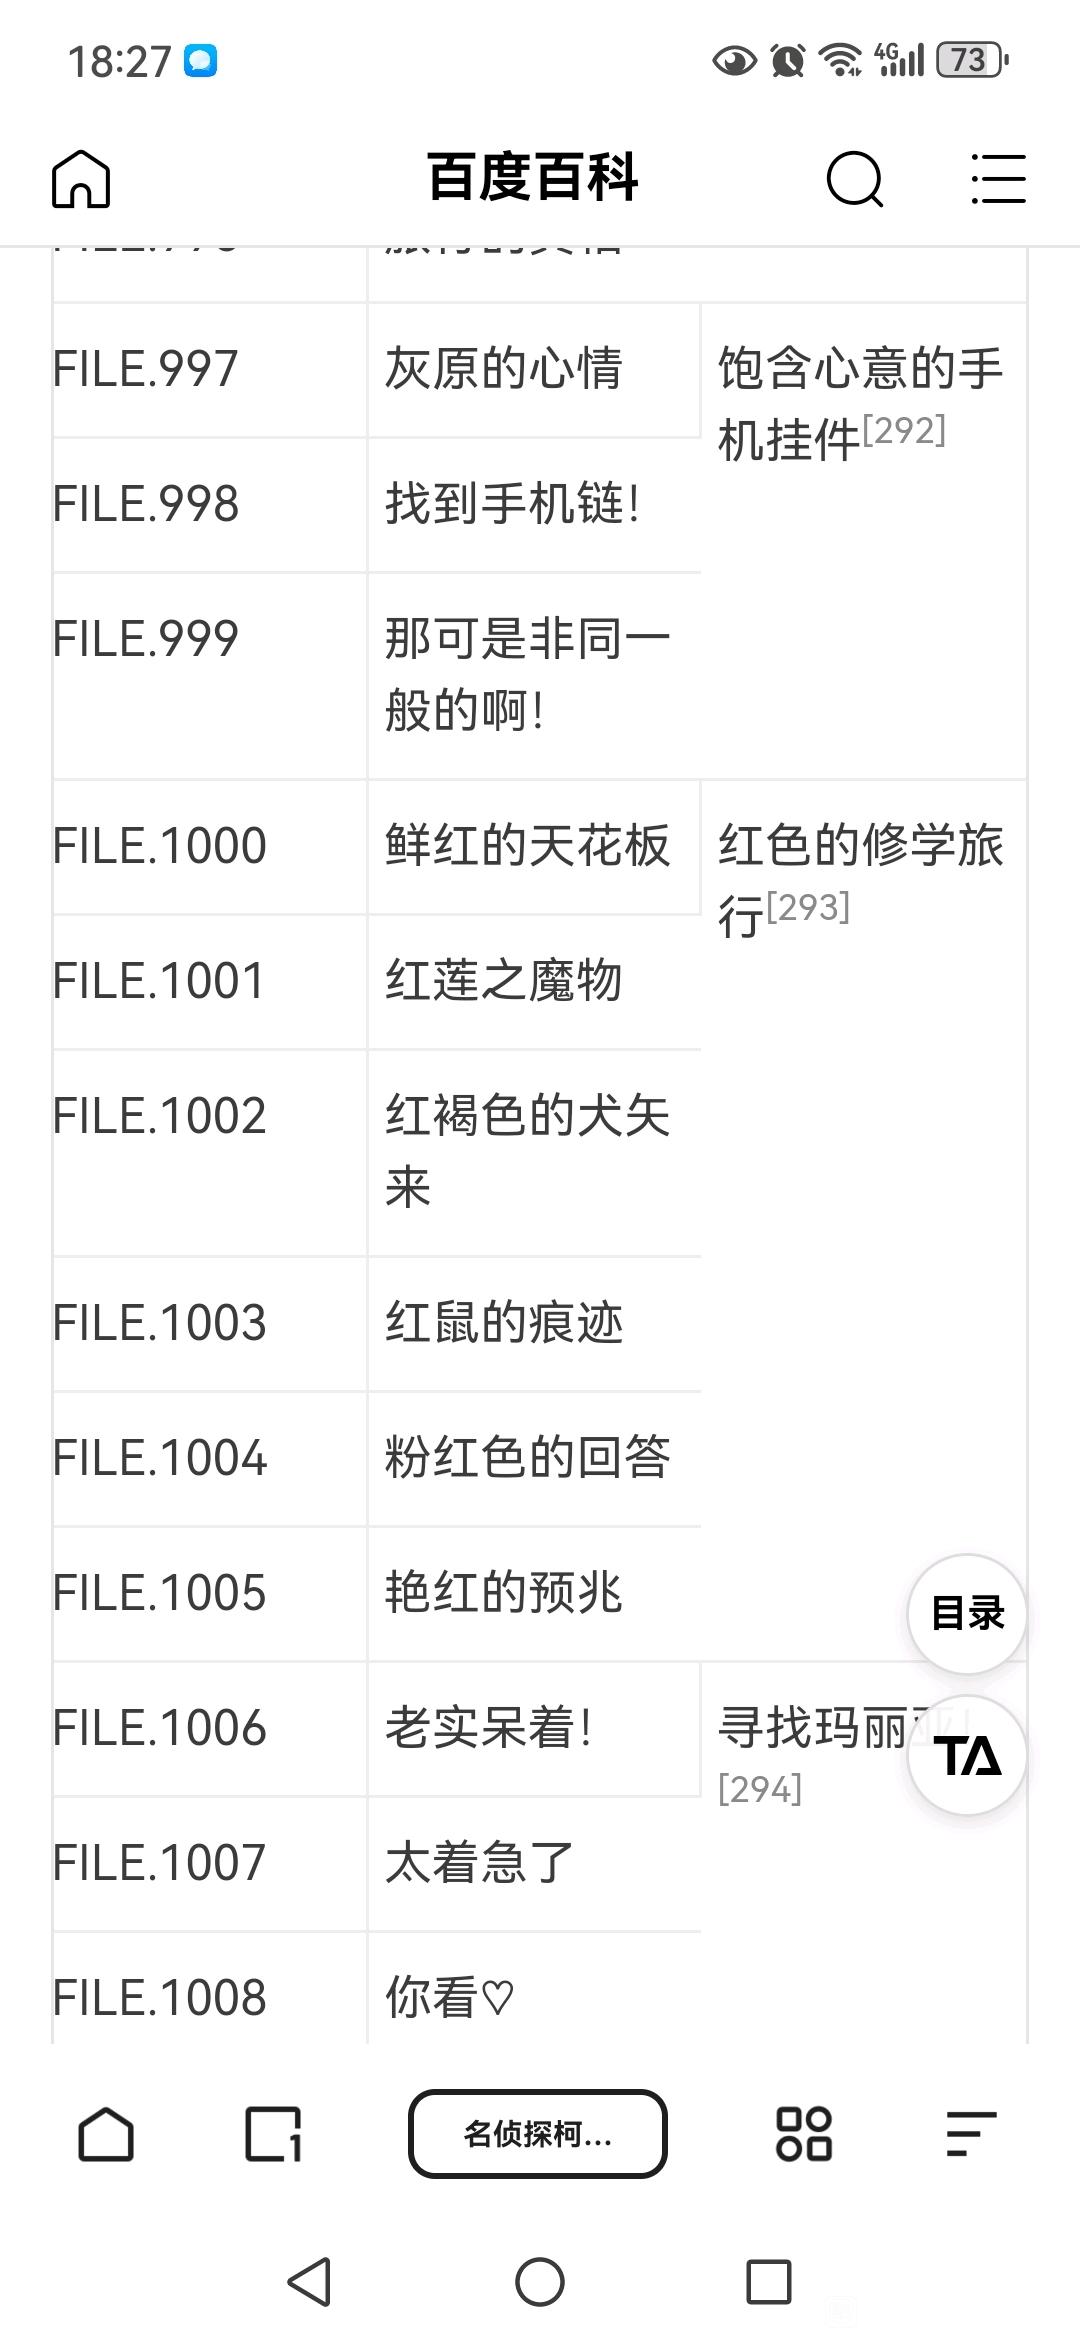 18:27
4G
73
百度百科
FILE.997
灰原的心情
饱含心意的手
机挂件[292]
FILE.998
找到手机链！
FILE.999
那可是非同一
般的啊！
FILE.1000
鲜红的天花板
红色的修学旅
行[293]
FILE.1001
红莲之魔物
FILE.1002
红褐色的犬矢
来
FILE.1003
红鼠的痕迹
FILE.1004
粉红色的回答
FILE.1005
艳红的预兆
目录
FILE.1006
老实呆着！
寻找玛丽
[294]
TA
FILE.1007
太着急了
FILE.1008
你看♡
1
名侦探柯...